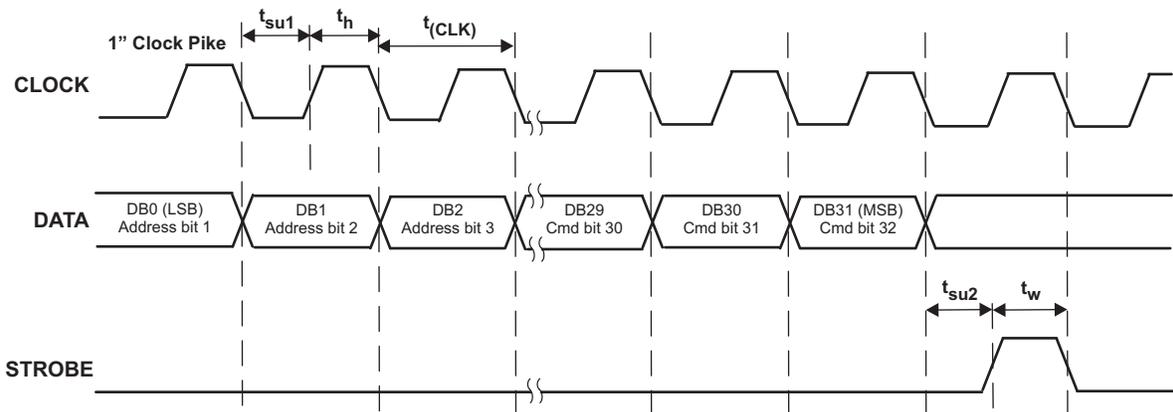 tsu1 th t(CLK)
1” Clock Pike
CLOCK
DATA
DB0 (LSB)
Address bit 1
DB1
Address bit 2
DB2
Address bit 3
DB29
Cmd bit 30
DB30
Cmd bit 31
DB31 (MSB)
Cmd bit 32
tsu2 tw
STROBE